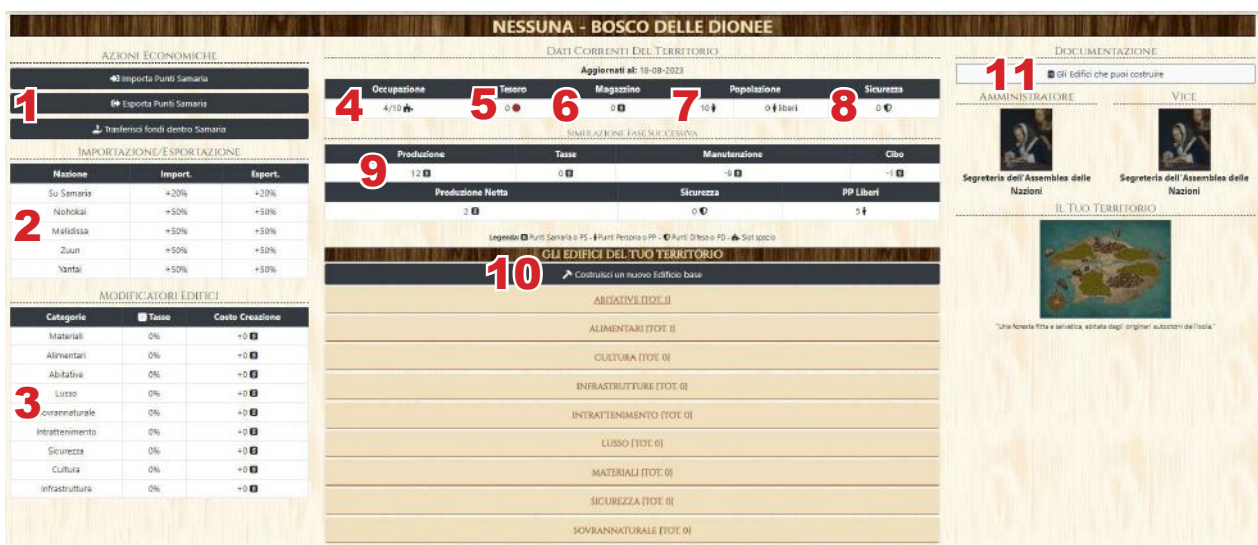 NESSUNA - BOSCO DELLE DIONEE
AZIONI ECONOMICHE
1
Importa Punti Samaria
Esporta Punti Samaria
Trasferisci fondi dentro Samaria
IMPORTAZIONE/ESPORTAZIONE
2
Nazione Import. Esport.
Su Samaria +20% +20%
Nohokai +50% +50%
Melidissa +50% +50%
Zuun +50% +50%
Yantai +50% +50%
MODIFICATORI EDIFICI
3
Categorie Tasse Costo Creazione
Materiali 0% +0
Alimentari 0% +0
Abitative 0% +0
Lusso 0% +0
Sovrannaturale 0% +0
Intrattenimento 0% +0
Sicurezza 0% +0
Cultura 0% +0
Infrastrutture 0% +0
DATI CORRENTI DEL TERRITORIO
Aggiornati al: 18-08-2023
4 5 6 7 8
Occupazione Tesoro Magazzino Popolazione Sicurezza
4/10 0 0 10 0 liberi 0
SIMULAZIONE FASE SUCCESSIVA
9
Produzione Tasse Manutenzione Cibo
12 0 -9 -1
Produzione Netta Sicurezza PP Liberi
2 0 5
Legenda: Punti Samaria o PS - Punti Persona o PP - Punti Difesa o PD - Slot spazio
GLI EDIFICI DEL TUO TERRITORIO
10
Costruisci un nuovo Edificio base
ABITATIVE [TOT. 1]
ALIMENTARI [TOT. 1]
CULTURA [TOT. 0]
INFRASTRUTTURE [TOT. 0]
INTRATTENIMENTO [TOT. 0]
LUSSO [TOT. 0]
MATERIALI [TOT. 0]
SICUREZZA [TOT. 0]
SOVRANNATURALE [TOT. 0]
DOCUMENTAZIONE
11
Gli Edifici che puoi costruire
AMMINISTRATORE VICE
Segreteria dell'Assemblea delle Nazioni
Segreteria dell'Assemblea delle Nazioni
IL TUO TERRITORIO
"Una foresta fitta e selvatica, abitata dagli originari autoctoni dell'isola."